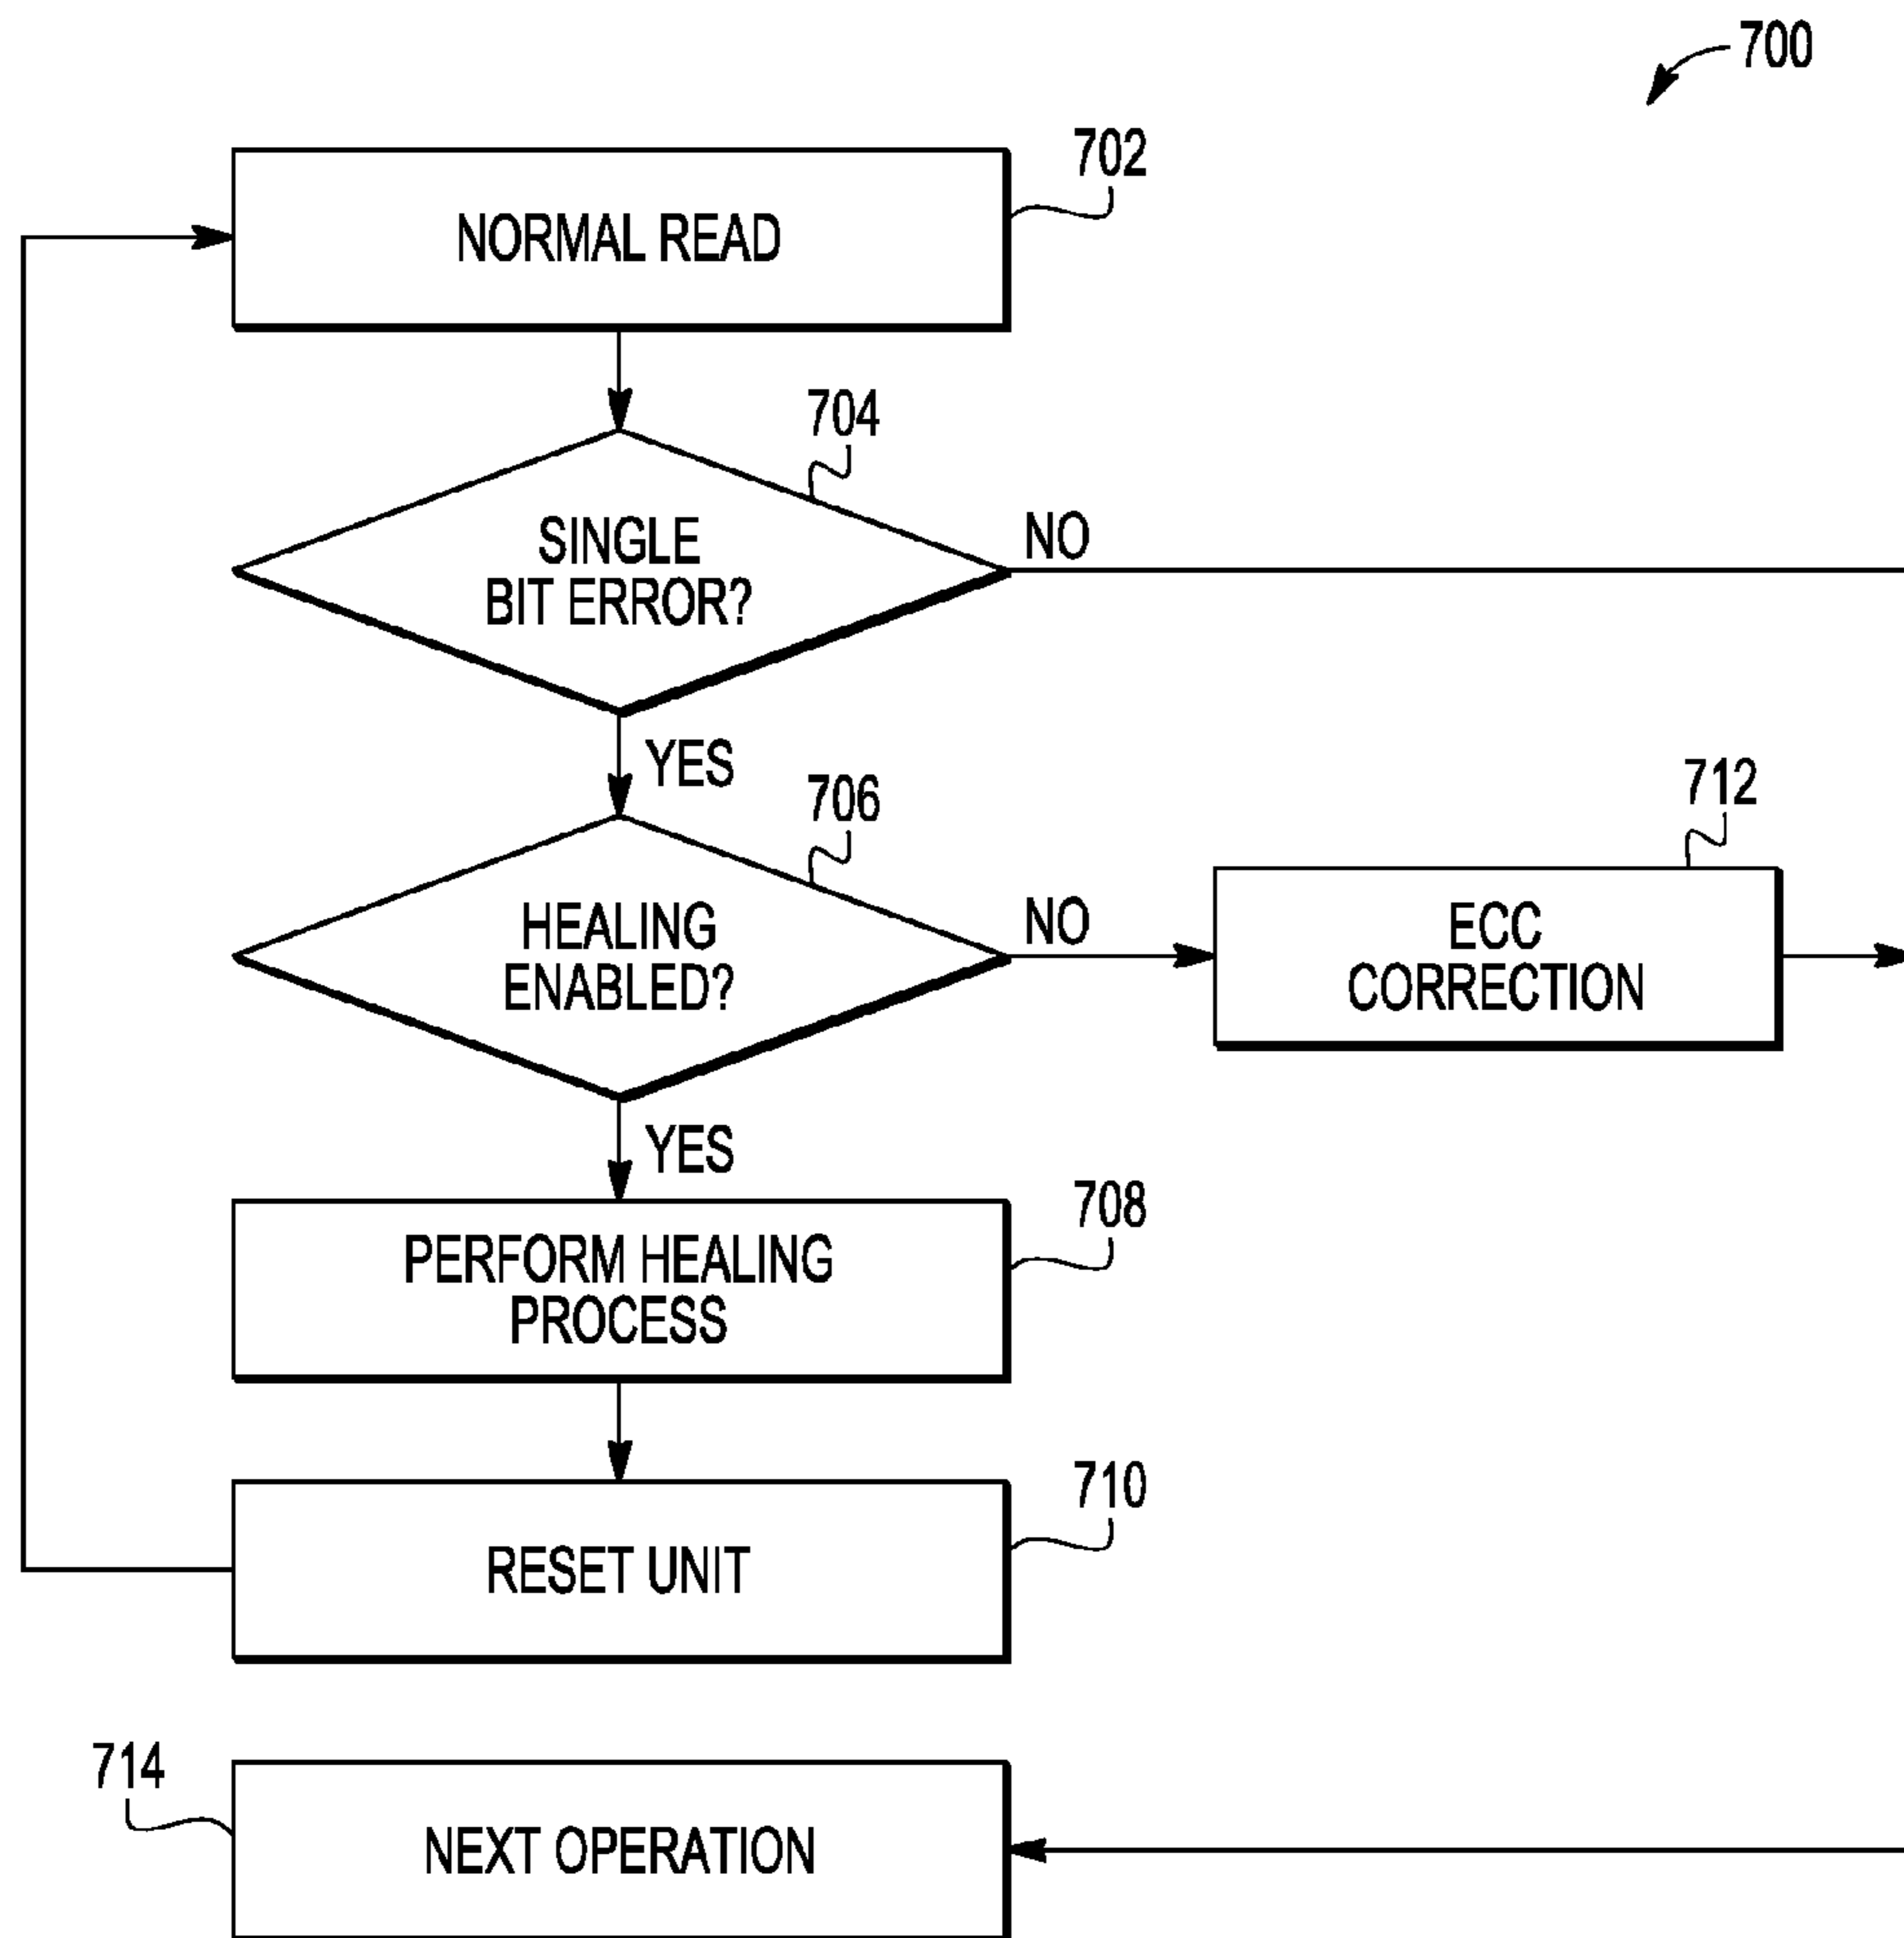 700
702
NORMAL READ
704
SINGLE
BIT ERROR?
NO
YES
706
HEALING
ENABLED?
NO
712
ECC
CORRECTION
YES
708
PERFORM HEALING
PROCESS
710
RESET UNIT
714
NEXT OPERATION